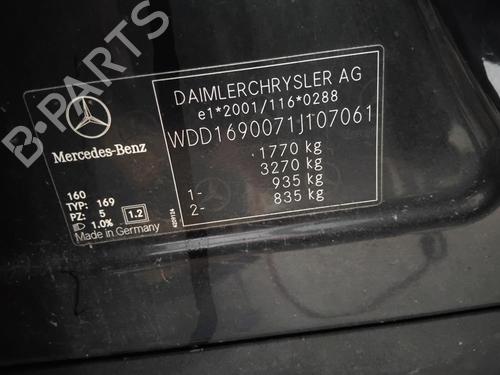 B-PARTS
DAIMLERCHRYSLER AG
e1*2001/116*0288
WDD1690071J107061
1770 kg
3270 kg
1- 935 kg
2- 835 kg
Mercedes-Benz
160
TYP: 169
PZ: 5 1.2
1.0%
Made in Germany